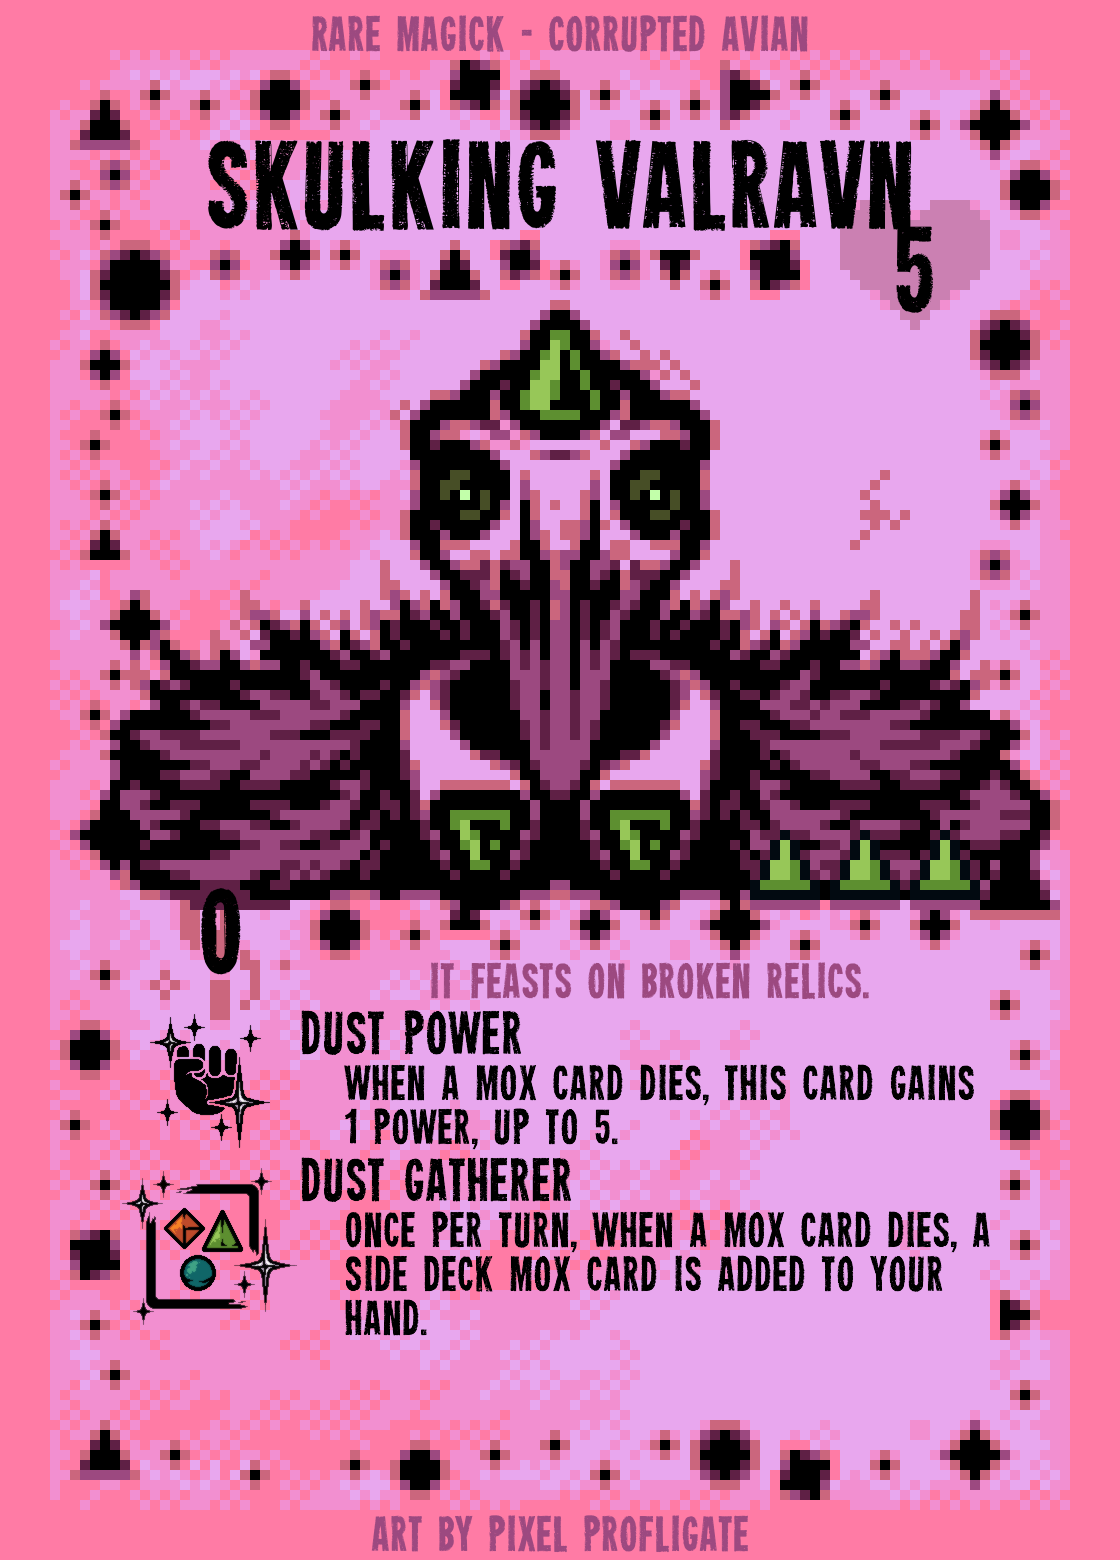 RARE MAGICK - CORRUPTED AVIAN
SKULKING VALRAVN
5
0
IT FEASTS ON BROKEN RELICS.
DUST POWER
WHEN A MOX CARD DIES, THIS CARD GAINS
1 POWER, UP TO 5.
DUST GATHERER
ONCE PER TURN, WHEN A MOX CARD DIES, A
SIDE DECK MOX CARD IS ADDED TO YOUR
HAND.
ART BY PIXEL PROFLIGATE